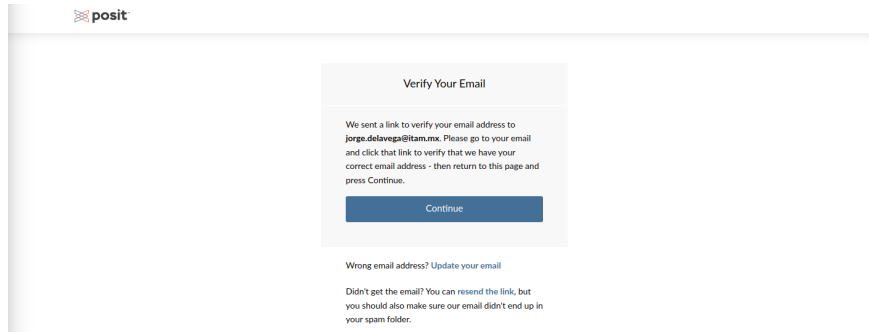 posit
Verify Your Email
We sent a link to verify your email address to
jorge.delavega@itam.mx. Please go to your email
and click that link to verify that we have your
correct email address - then return to this page and
press Continue.
Continue
Wrong email address? Update your email
Didn't get the email? You can resend the link, but
you should also make sure our email didn't end up in
your spam folder.